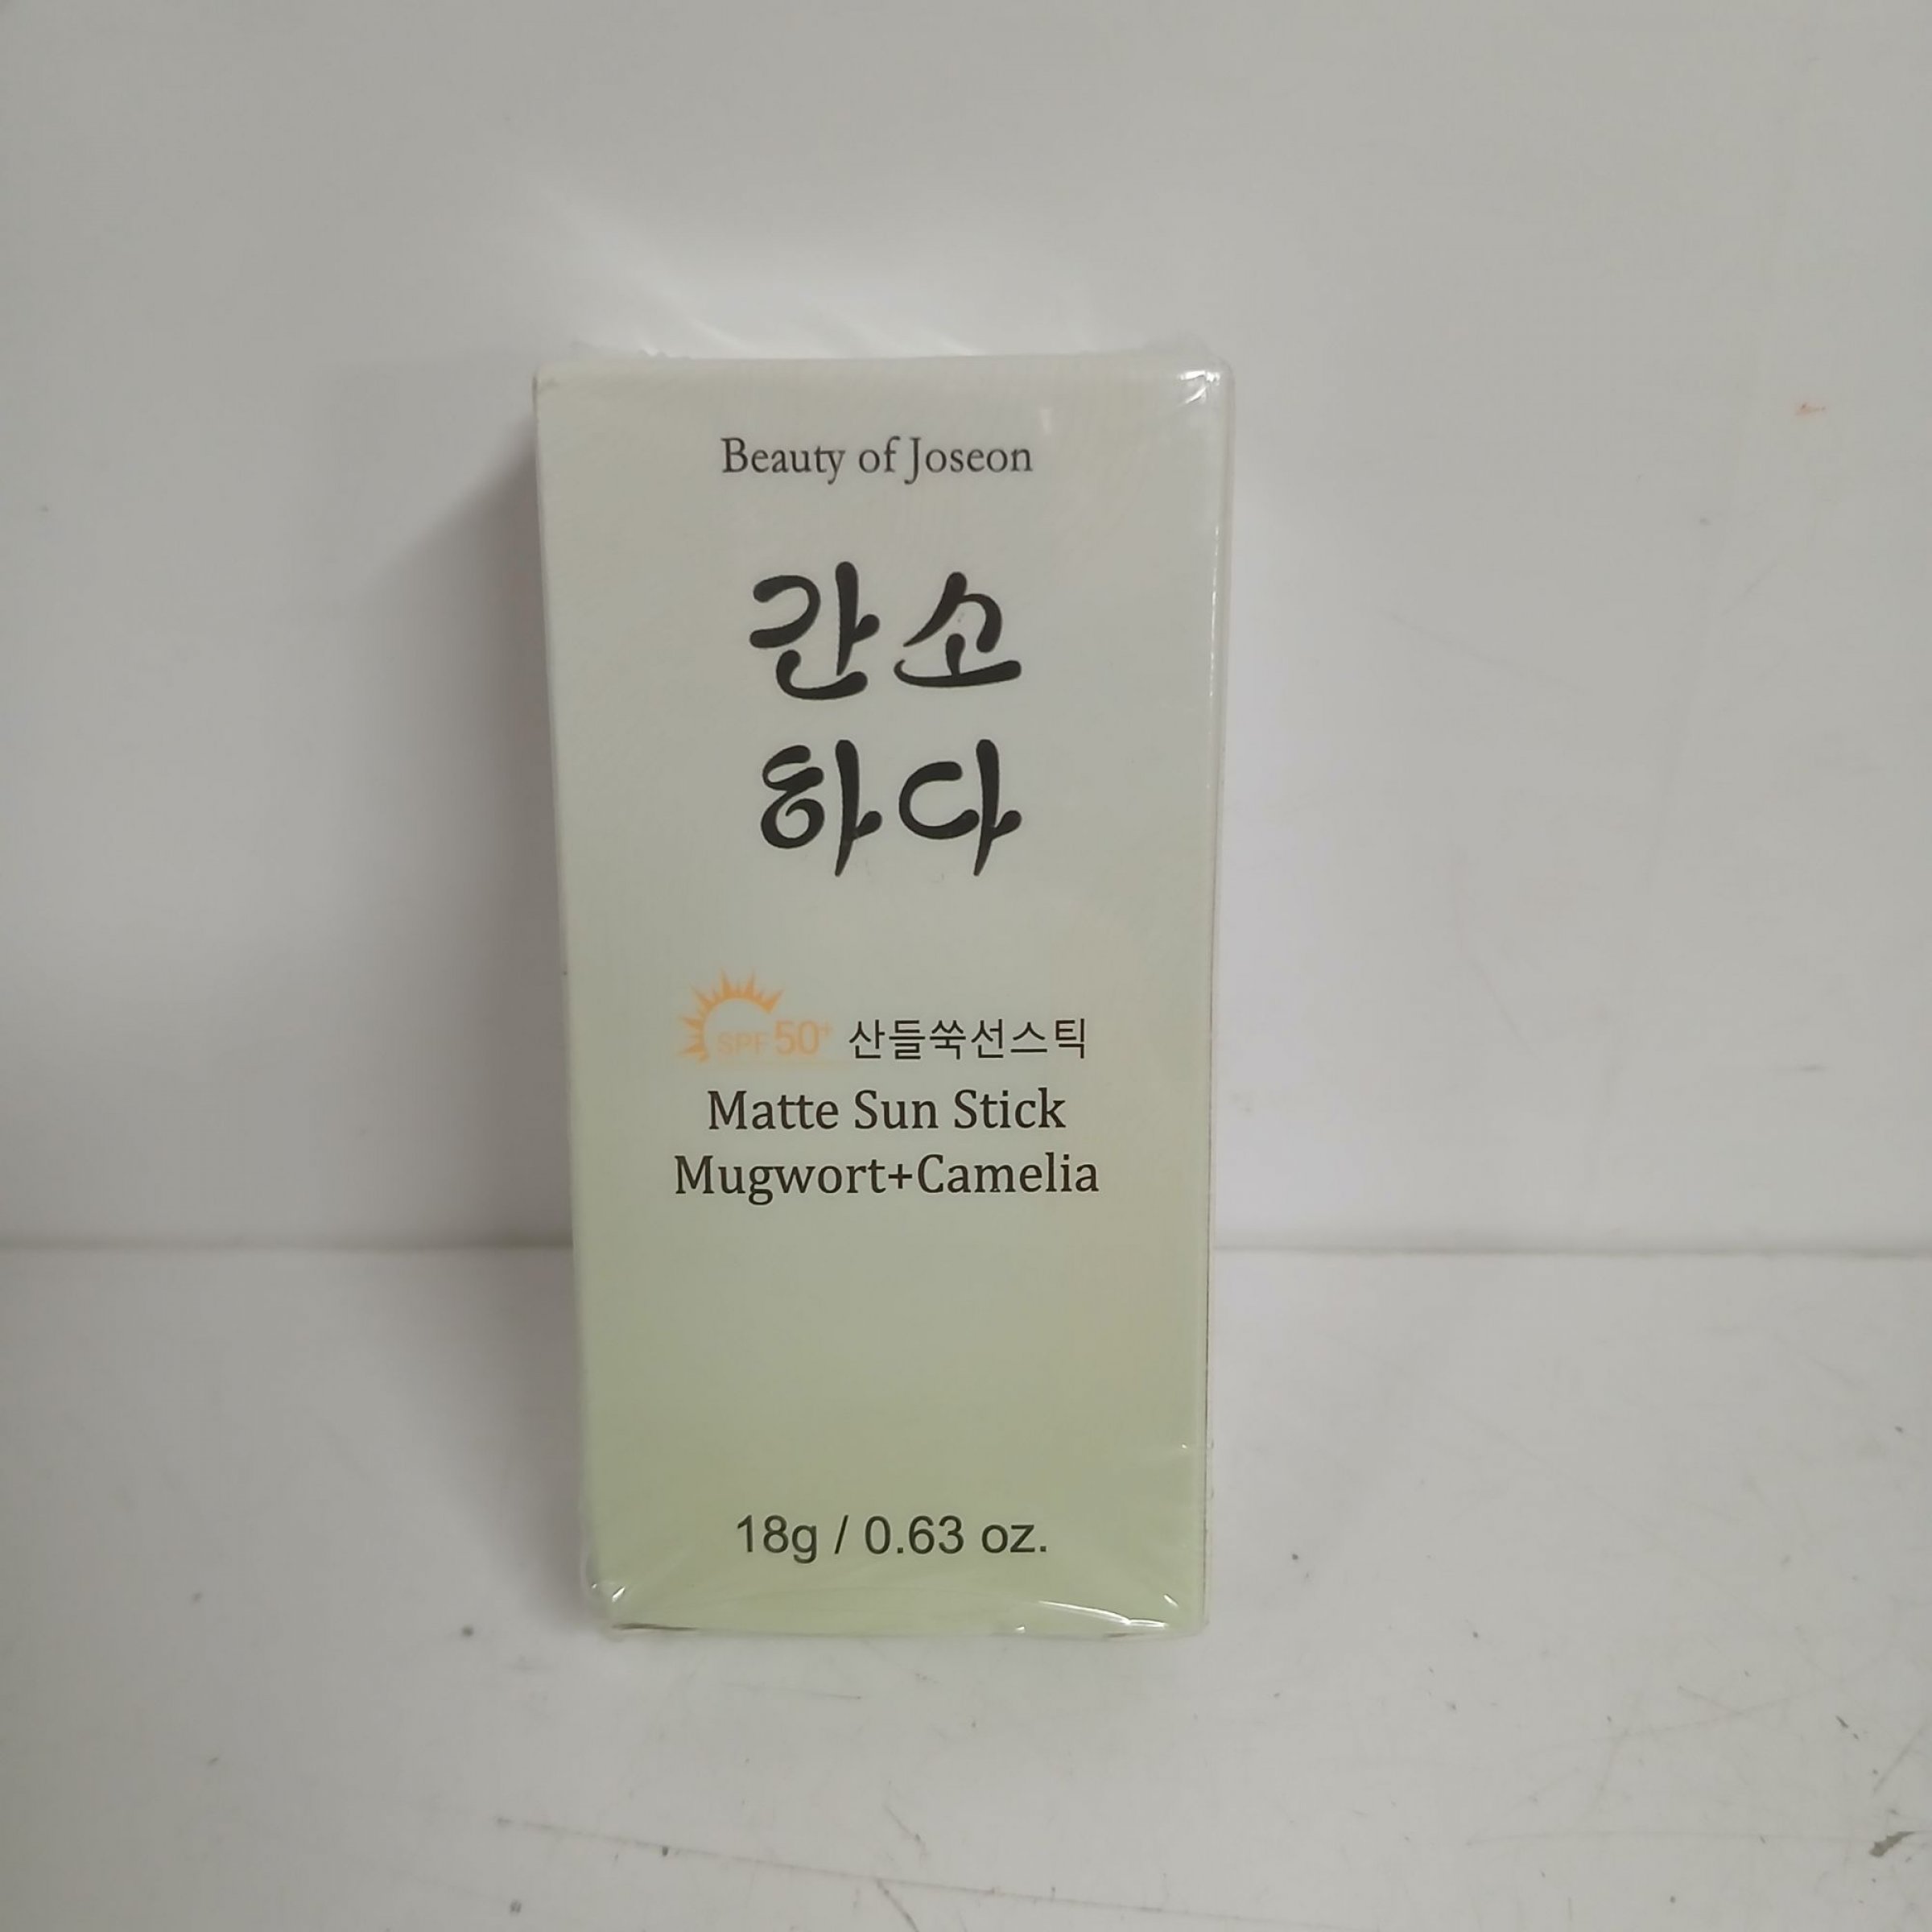 Beauty of Joseon
간소
하다
SPF 50+ 산들쑥선스틱
Matte Sun Stick
Mugwort+Camelia
18g / 0.63 oz.